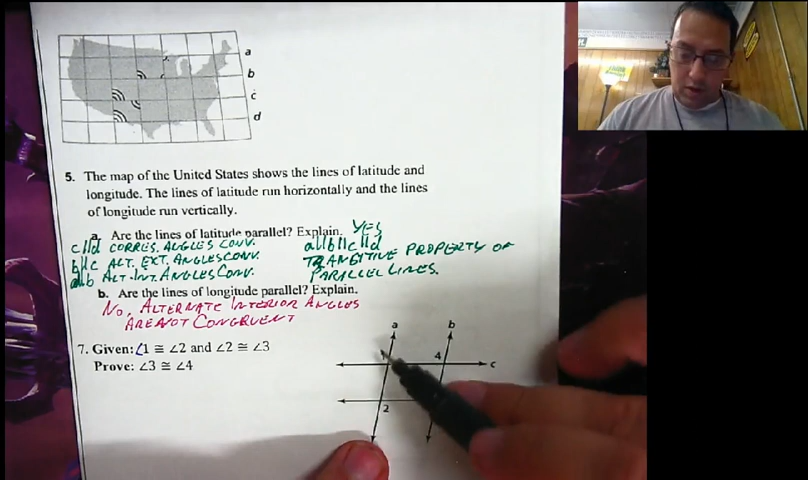 a
b
c
d
5. The map of the United States shows the lines of latitude and
longitude. The lines of latitude run horizontally and the lines
of longitude run vertically.
a. Are the lines of latitude parallel? Explain. YES
c||d CORRES. ANGLES CONV.
b||c ALT. EXT. ANGLES CONV.
a||b ALT. INT. ANGLES CONV.
a||b||c||d
TRANSITIVE PROPERTY OF
PARALLEL LINES.
b. Are the lines of longitude parallel? Explain.
NO, ALTERNATE INTERIOR ANGLES
ARE NOT CONGRUENT
7. Given: ∠1 ≅ ∠2 and ∠2 ≅ ∠3
Prove: ∠3 ≅ ∠4
a
b
4
c
2